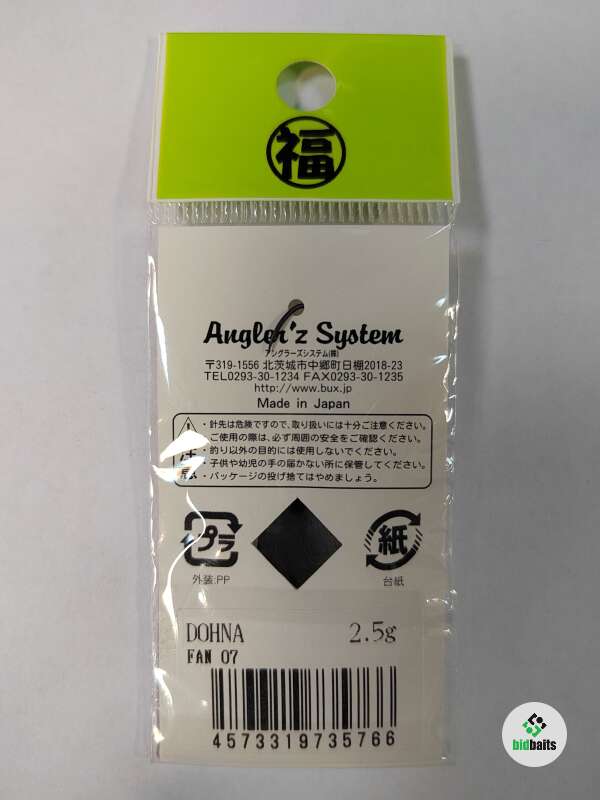 福
Angler'z System
アングラーズシステム(株)
〒319-1556 北茨城市中郷町日棚2018-23
TEL0293-30-1234 FAX0293-30-1235
http://www.bux.jp
Made in Japan
注意
・針先は危険ですので、取り扱いには十分ご注意ください。
ご使用の際は、必ず周囲の安全をご確認ください。
・釣り以外の目的には使用しないでください。
・子供や幼児の手の届かない所に保管してください。
・パッケージの投げ捨てはやめましょう。
プラ
紙
外装:PP
台紙
DOHNA 2.5g
FAN 07
4573319735766
bidbaits